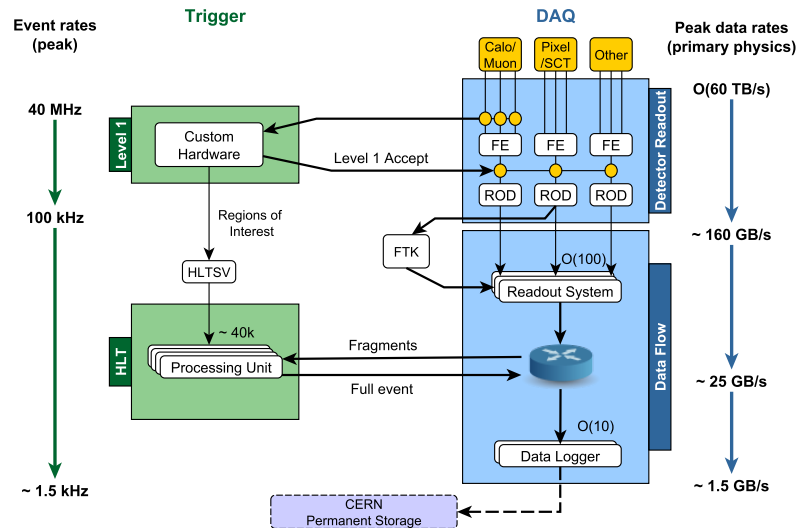 Event rates
(peak)
Trigger
DAQ
Peak data rates
(primary physics)
Calo/
Muon
Pixel
/SCT
Other
40 MHz
O(60 TB/s)
Level 1
Custom
Hardware
FE
FE
FE
Detector Readout
Level 1 Accept
ROD
ROD
ROD
100 kHz
Regions of
Interest
~ 160 GB/s
FTK
HLTSV
O(100)
Readout System
~ 40k
HLT
Processing Unit
Fragments
Full event
Data Flow
~ 25 GB/s
O(10)
Data Logger
~ 1.5 kHz
~ 1.5 GB/s
CERN
Permanent Storage